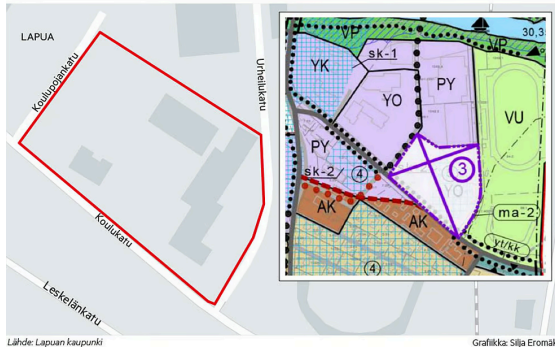 LAPUA
Koulupojankatu
Urheilukatu
Koulukatu
Leskelänkatu
VP
VP
30,3
sk-1
YK
YO
PY
VU
PY
sk-2
4
3
YO
AK
AK
ma-2
yt/kk
4
Lähde: Lapuan kaupunki
Grafiikka: Silja Eromäk